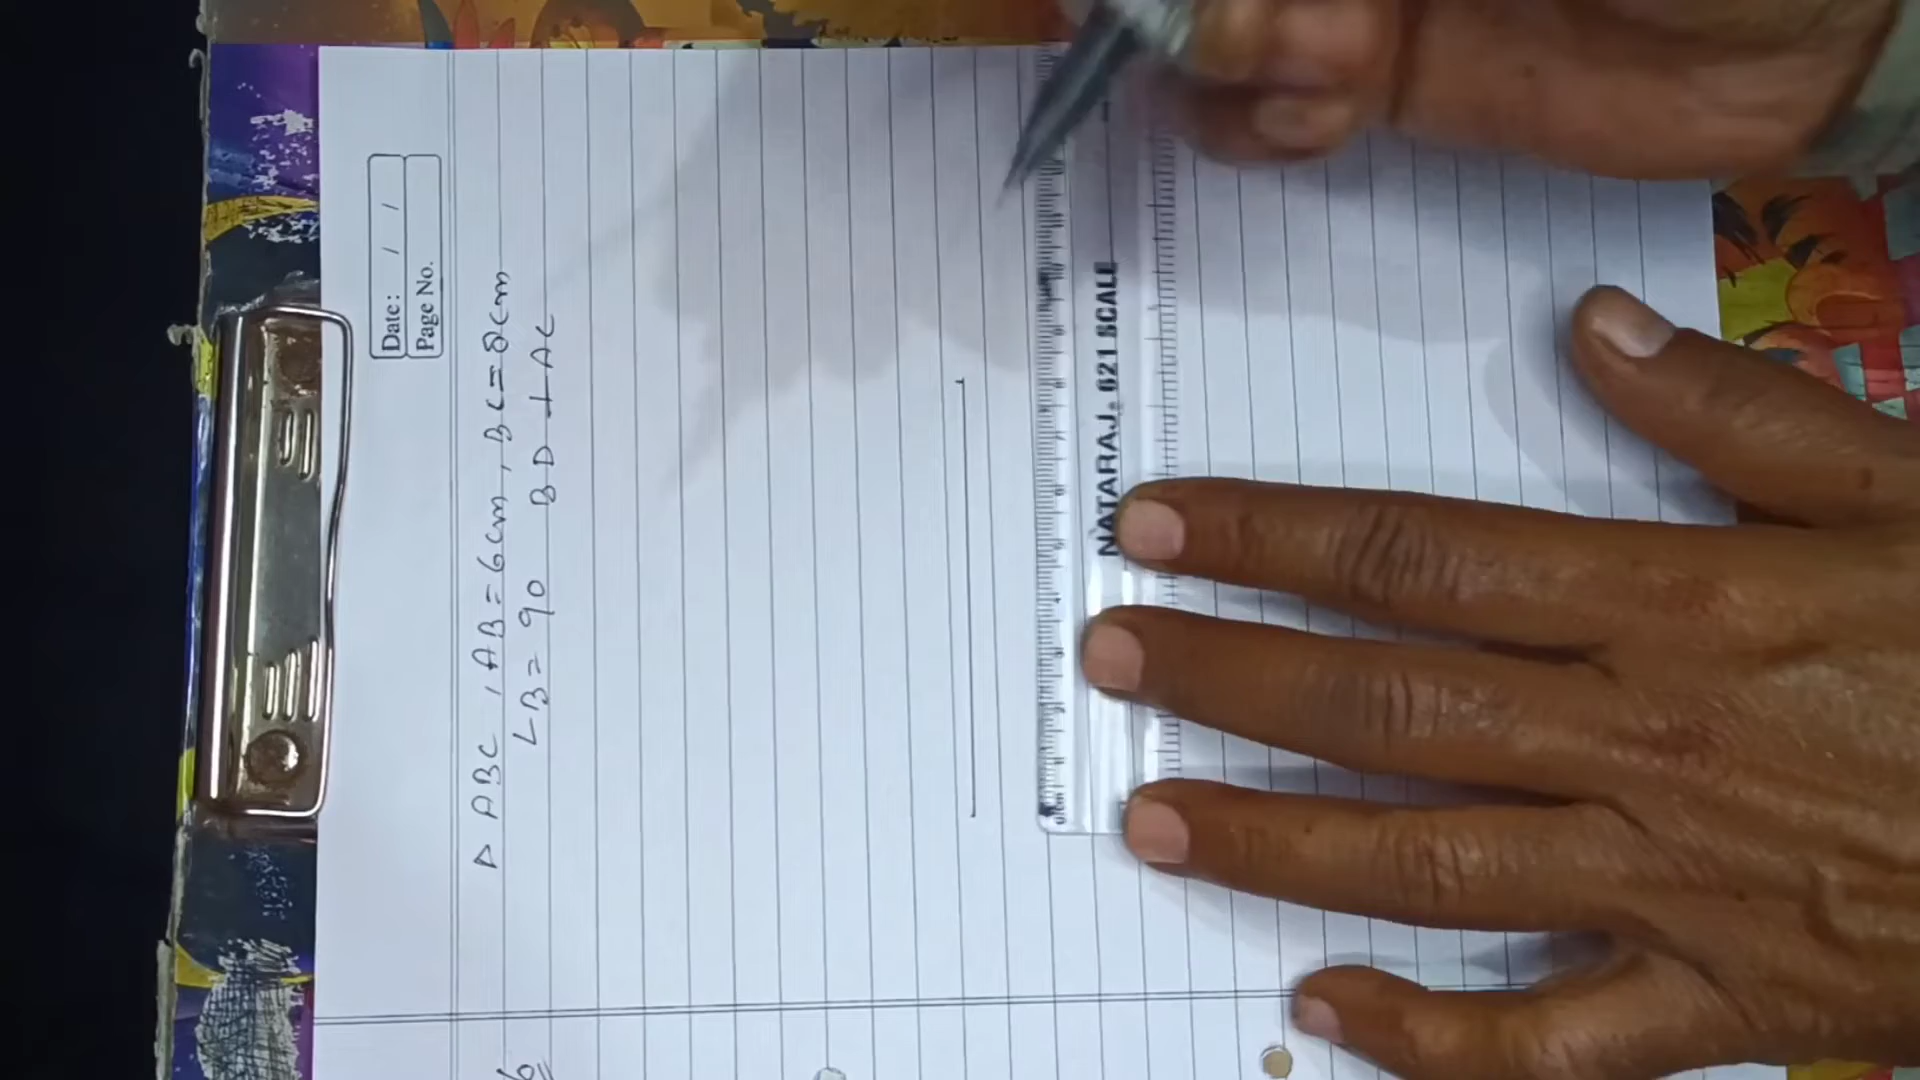 Date: / /
Page No.
Δ ABC, AB = 6cm, BC = 8cm
∠B = 90 BD ⊥ AC
NATARAJ. 621 SCALE